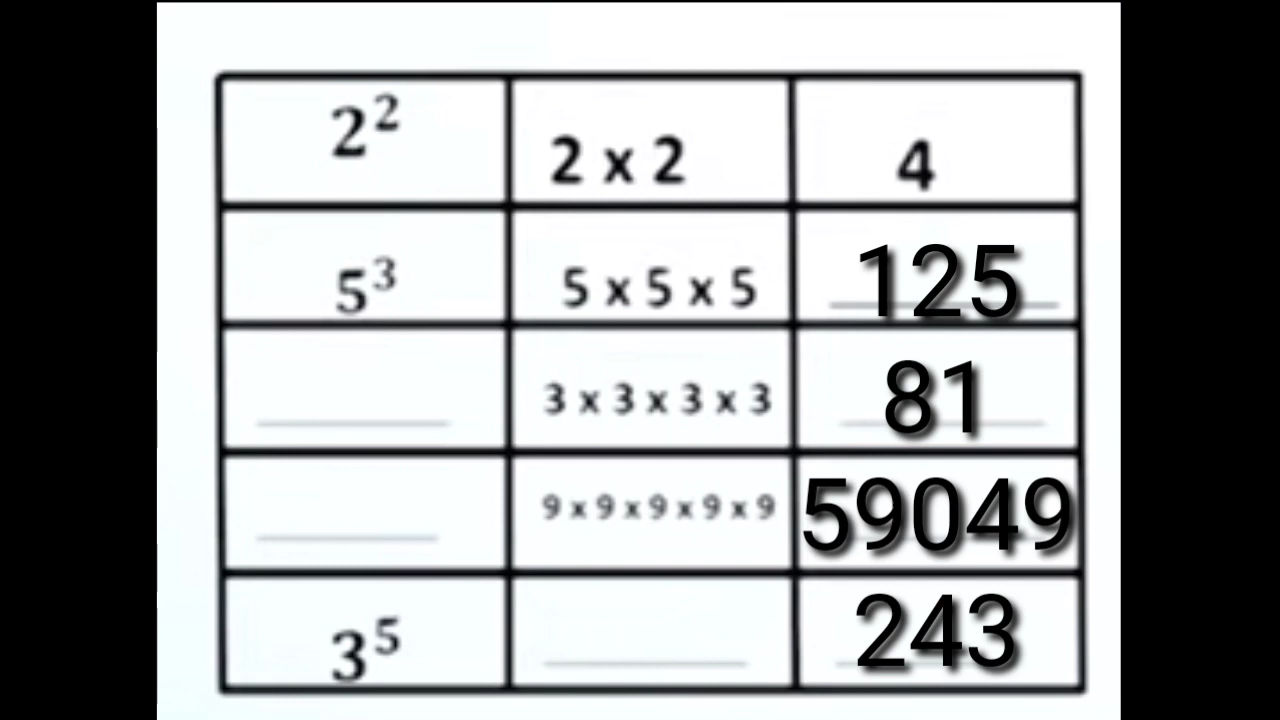 2² 2 x 2 4
5³ 5 x 5 x 5 125
3 x 3 x 3 x 3 81
9 x 9 x 9 x 9 x 9 59049
3⁵ 243